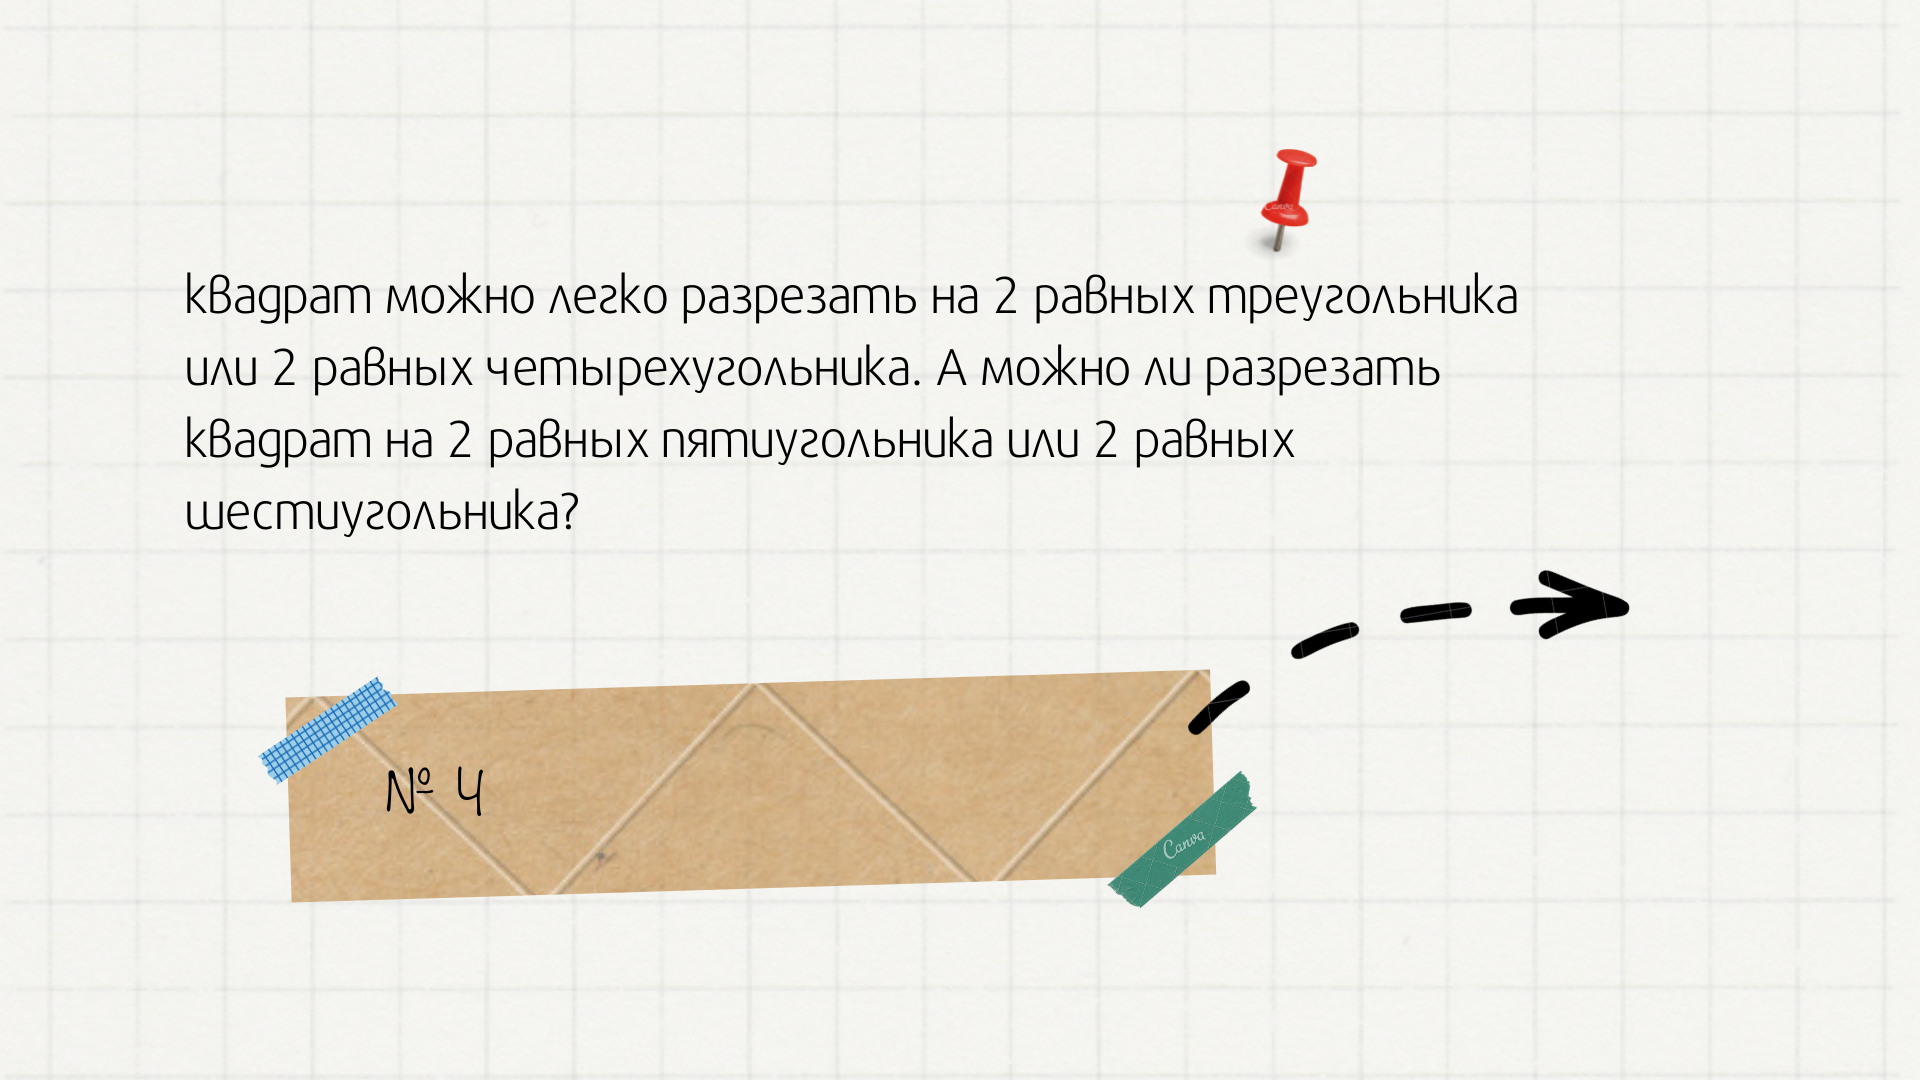 Canva
квадрат можно легко разрезать на 2 равных треугольника
или 2 равных четырехугольника. А можно ли разрезать
квадрат на 2 равных пятиугольника или 2 равных
шестиугольника?
№ 4
Canva